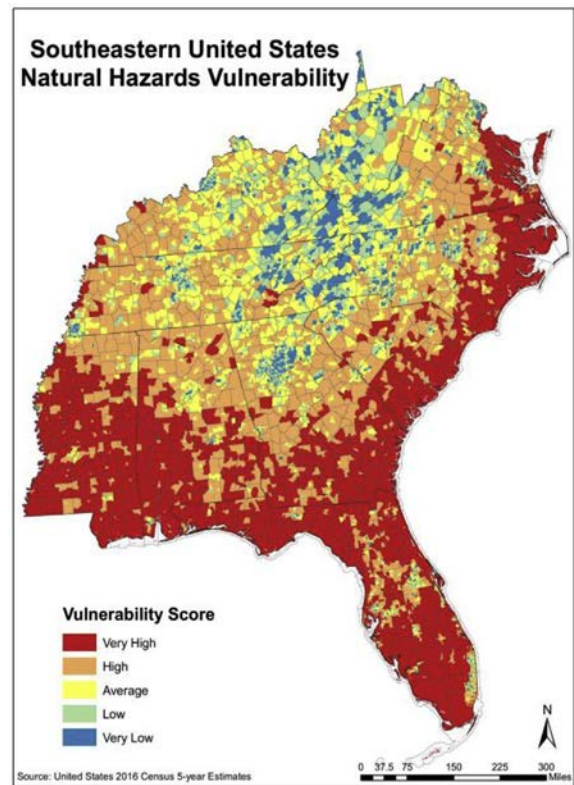 Southeastern United States
Natural Hazards Vulnerability
Vulnerability Score
Very High
High
Average
Low
Very Low
N
Source: United States 2016 Census 5-year Estimates
0 37.5 75 150 225 300
Miles